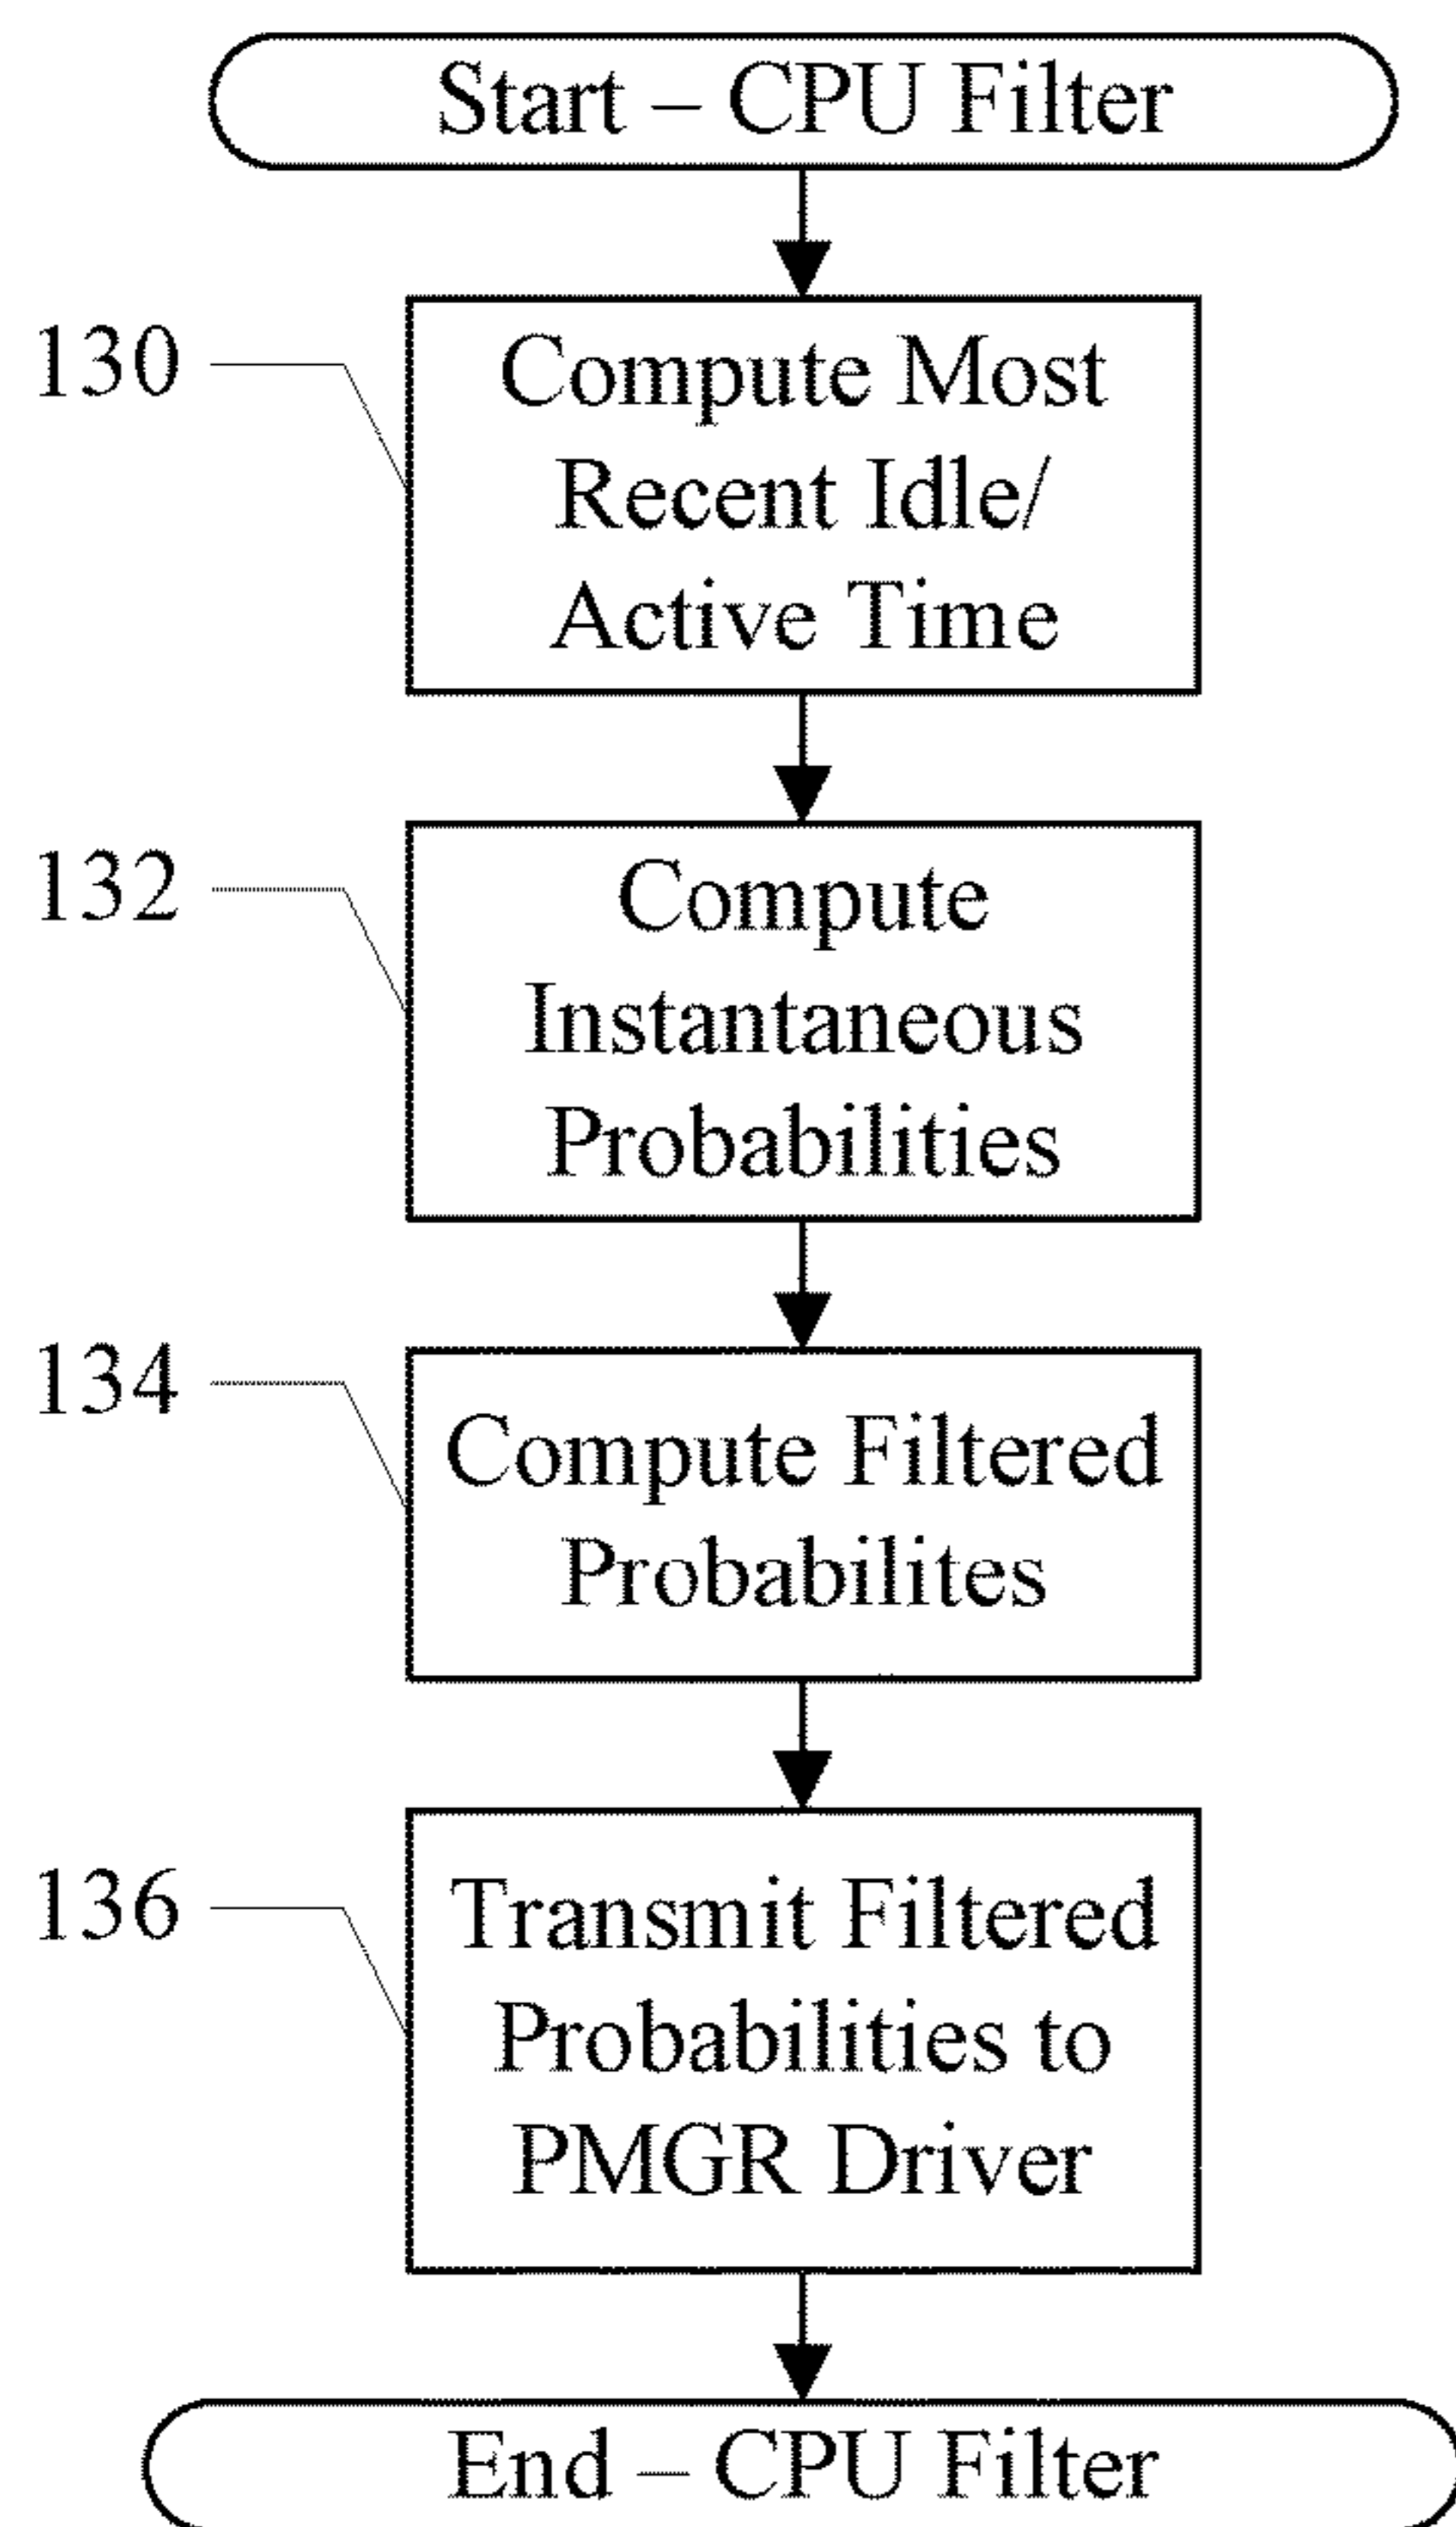 Start – CPU Filter
130
Compute Most
Recent Idle/
Active Time
132
Compute
Instantaneous
Probabilities
134
Compute Filtered
Probabilites
136
Transmit Filtered
Probabilities to
PMGR Driver
End – CPU Filter